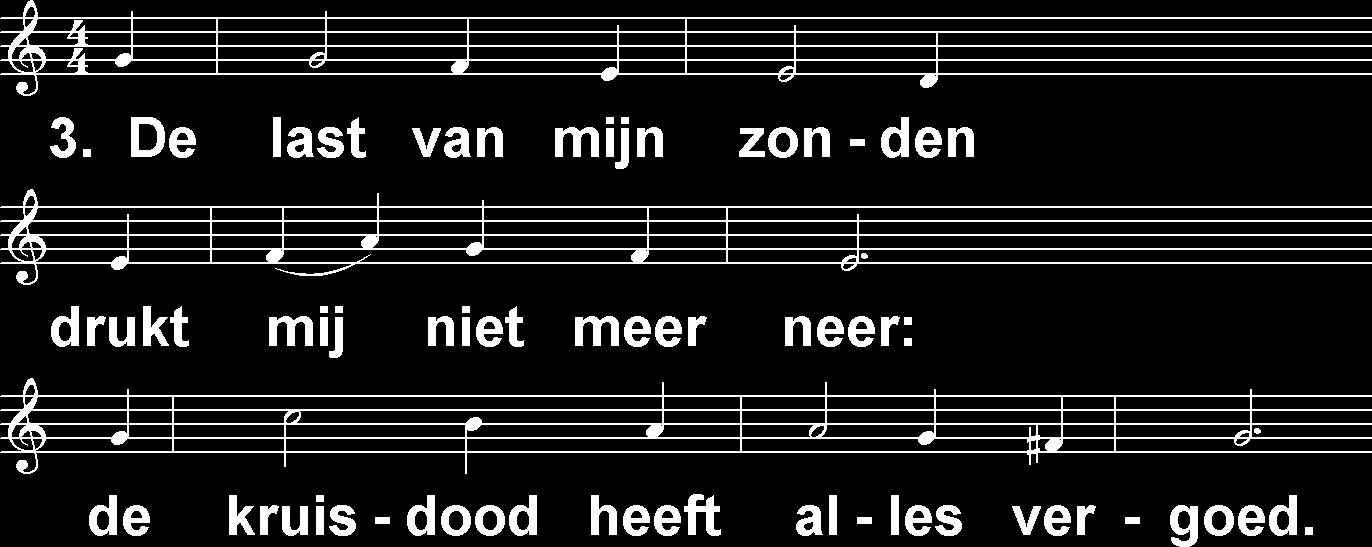 3. De last van mijn zon - den
drukt mij niet meer neer:
de kruis - dood heeft al - les ver - goed.